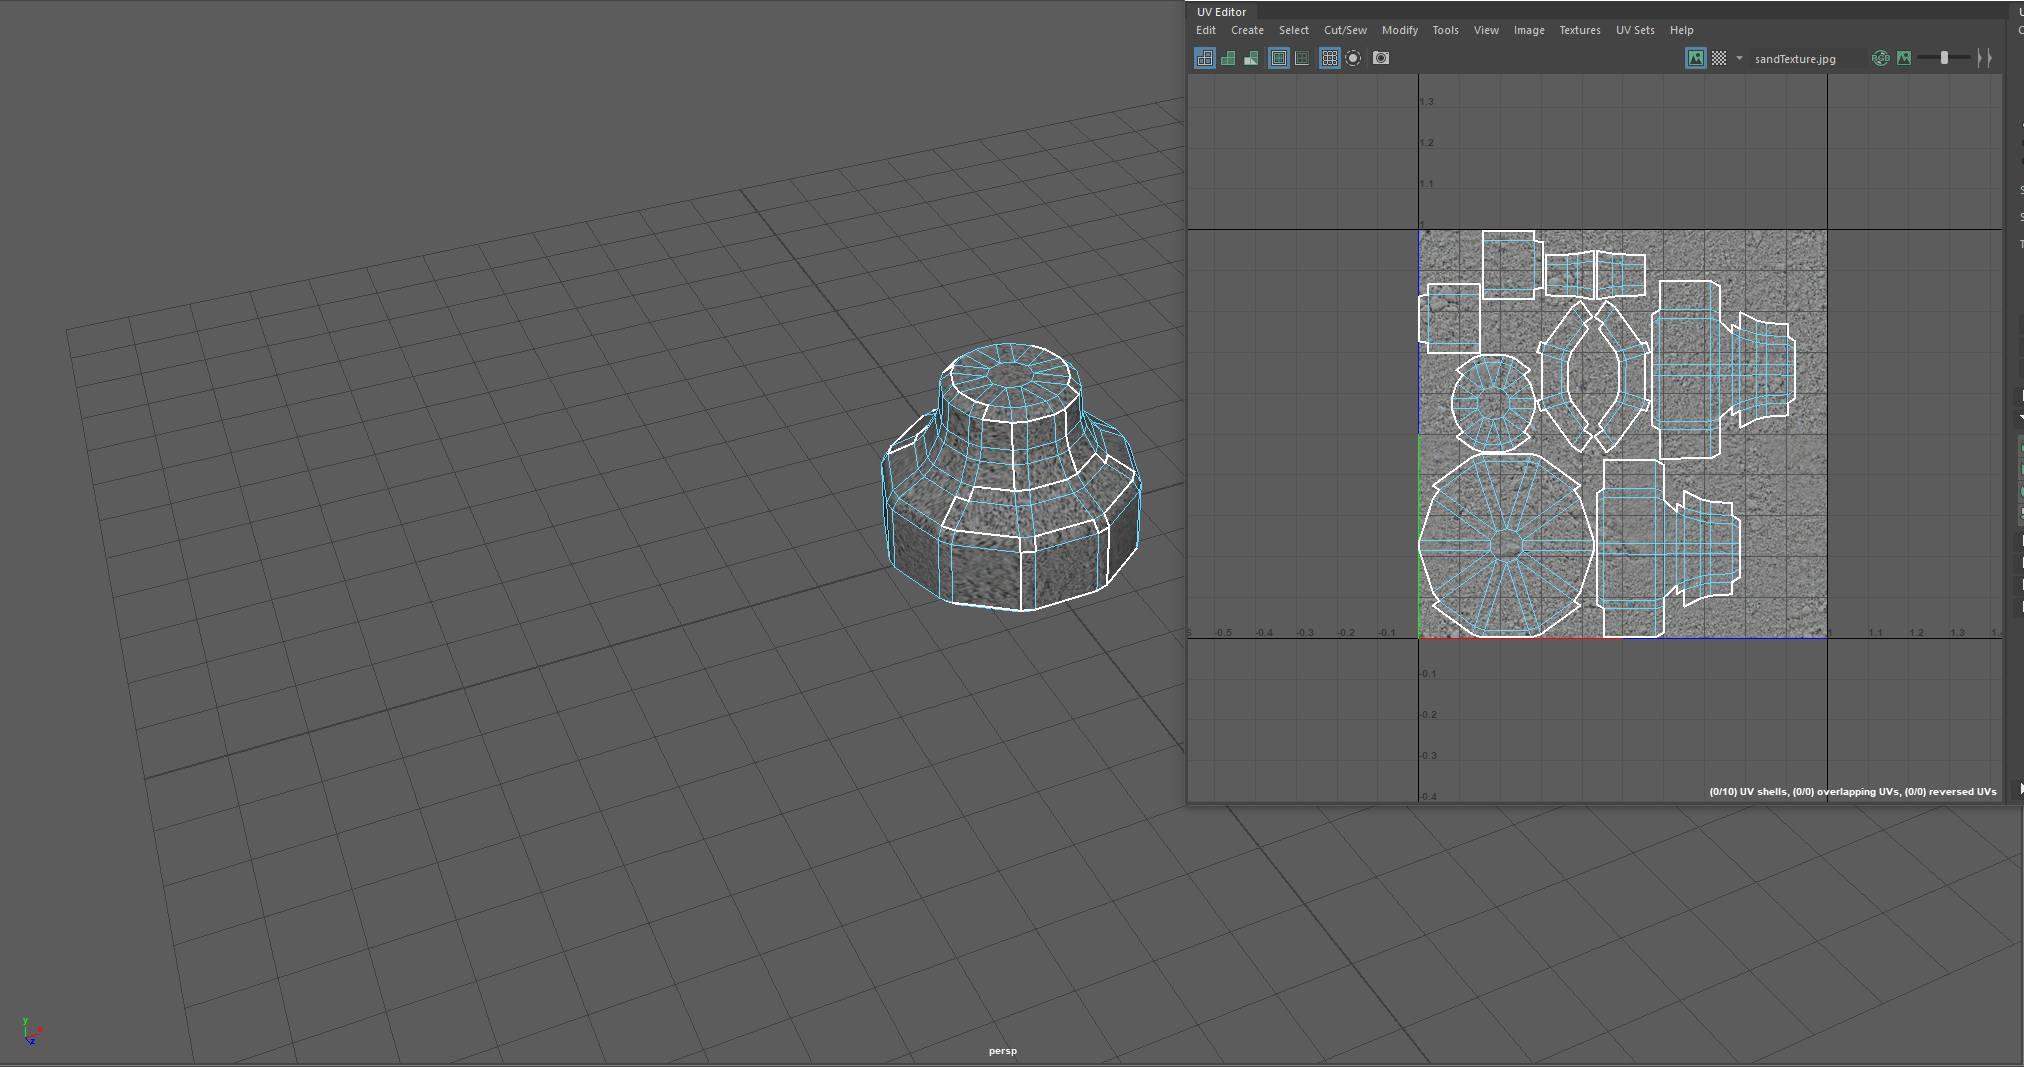 UV Editor
Edit Create Select Cut/Sew Modify Tools View Image Textures UV Sets Help
sandTexture.jpg
RGB
1.3
1.2
1.1
1
-0.5 -0.4 -0.3 -0.2 -0.1 1 1.1 1.2 1.3
-0.1
-0.2
-0.3
-0.4
(0/10) UV shells, (0/0) overlapping UVs, (0/0) reversed UVs
y
x
z
persp